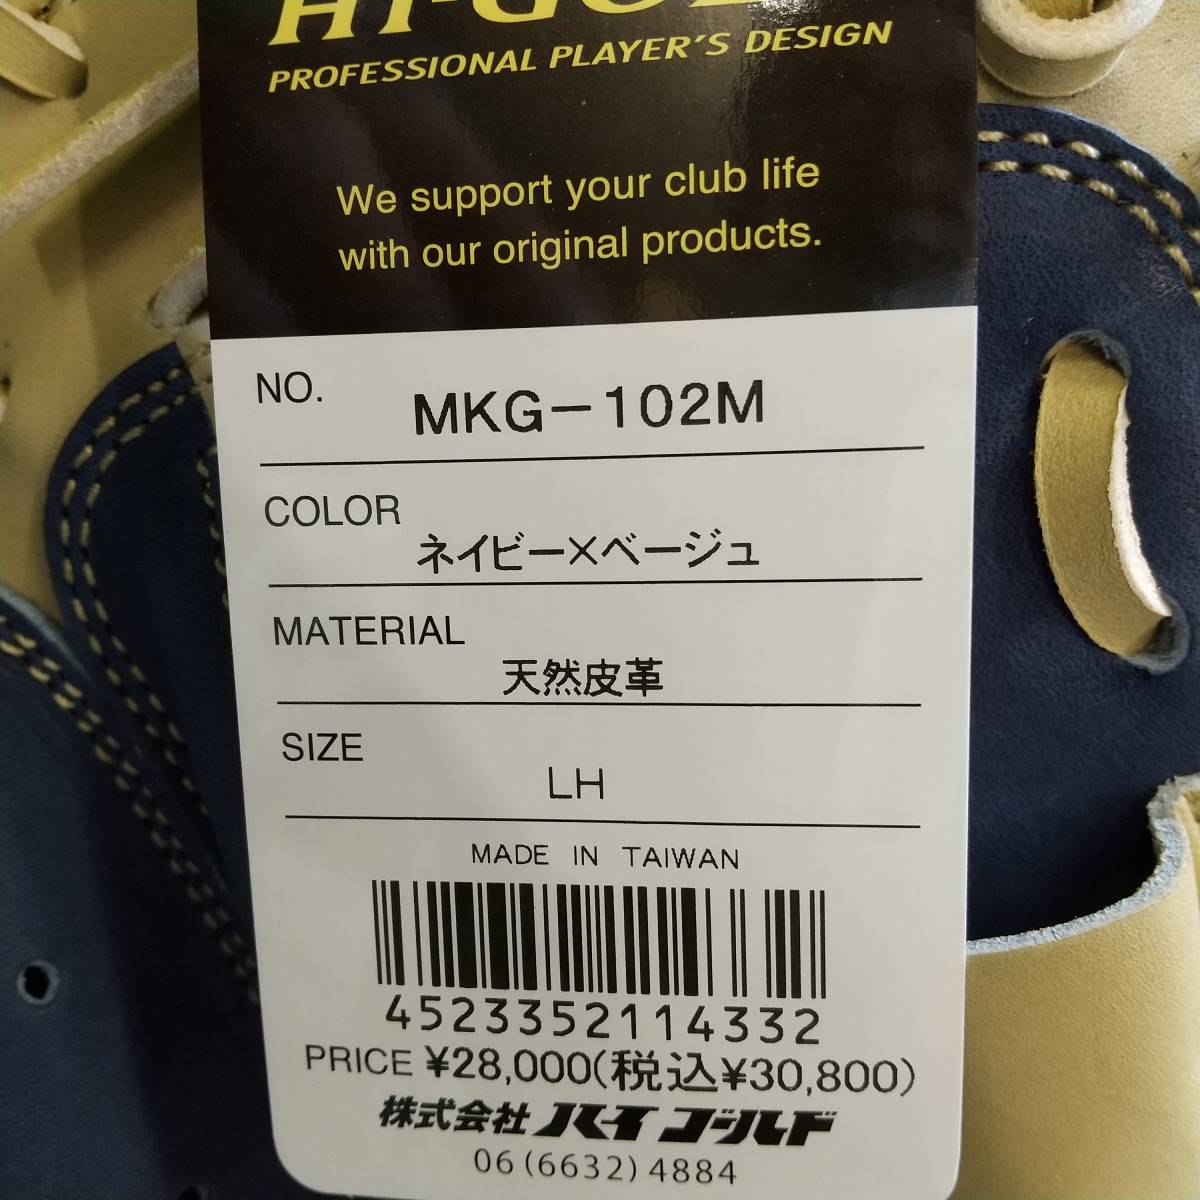 HI-GOLD
PROFESSIONAL PLAYER'S DESIGN
We support your club life
with our original products.
NO. MKG-102M
COLOR ネイビー×ベージュ
MATERIAL 天然皮革
SIZE LH
MADE IN TAIWAN
4523352114332
PRICE ¥28,000(税込¥30,800)
株式会社ハイゴールド
06(6632)4884